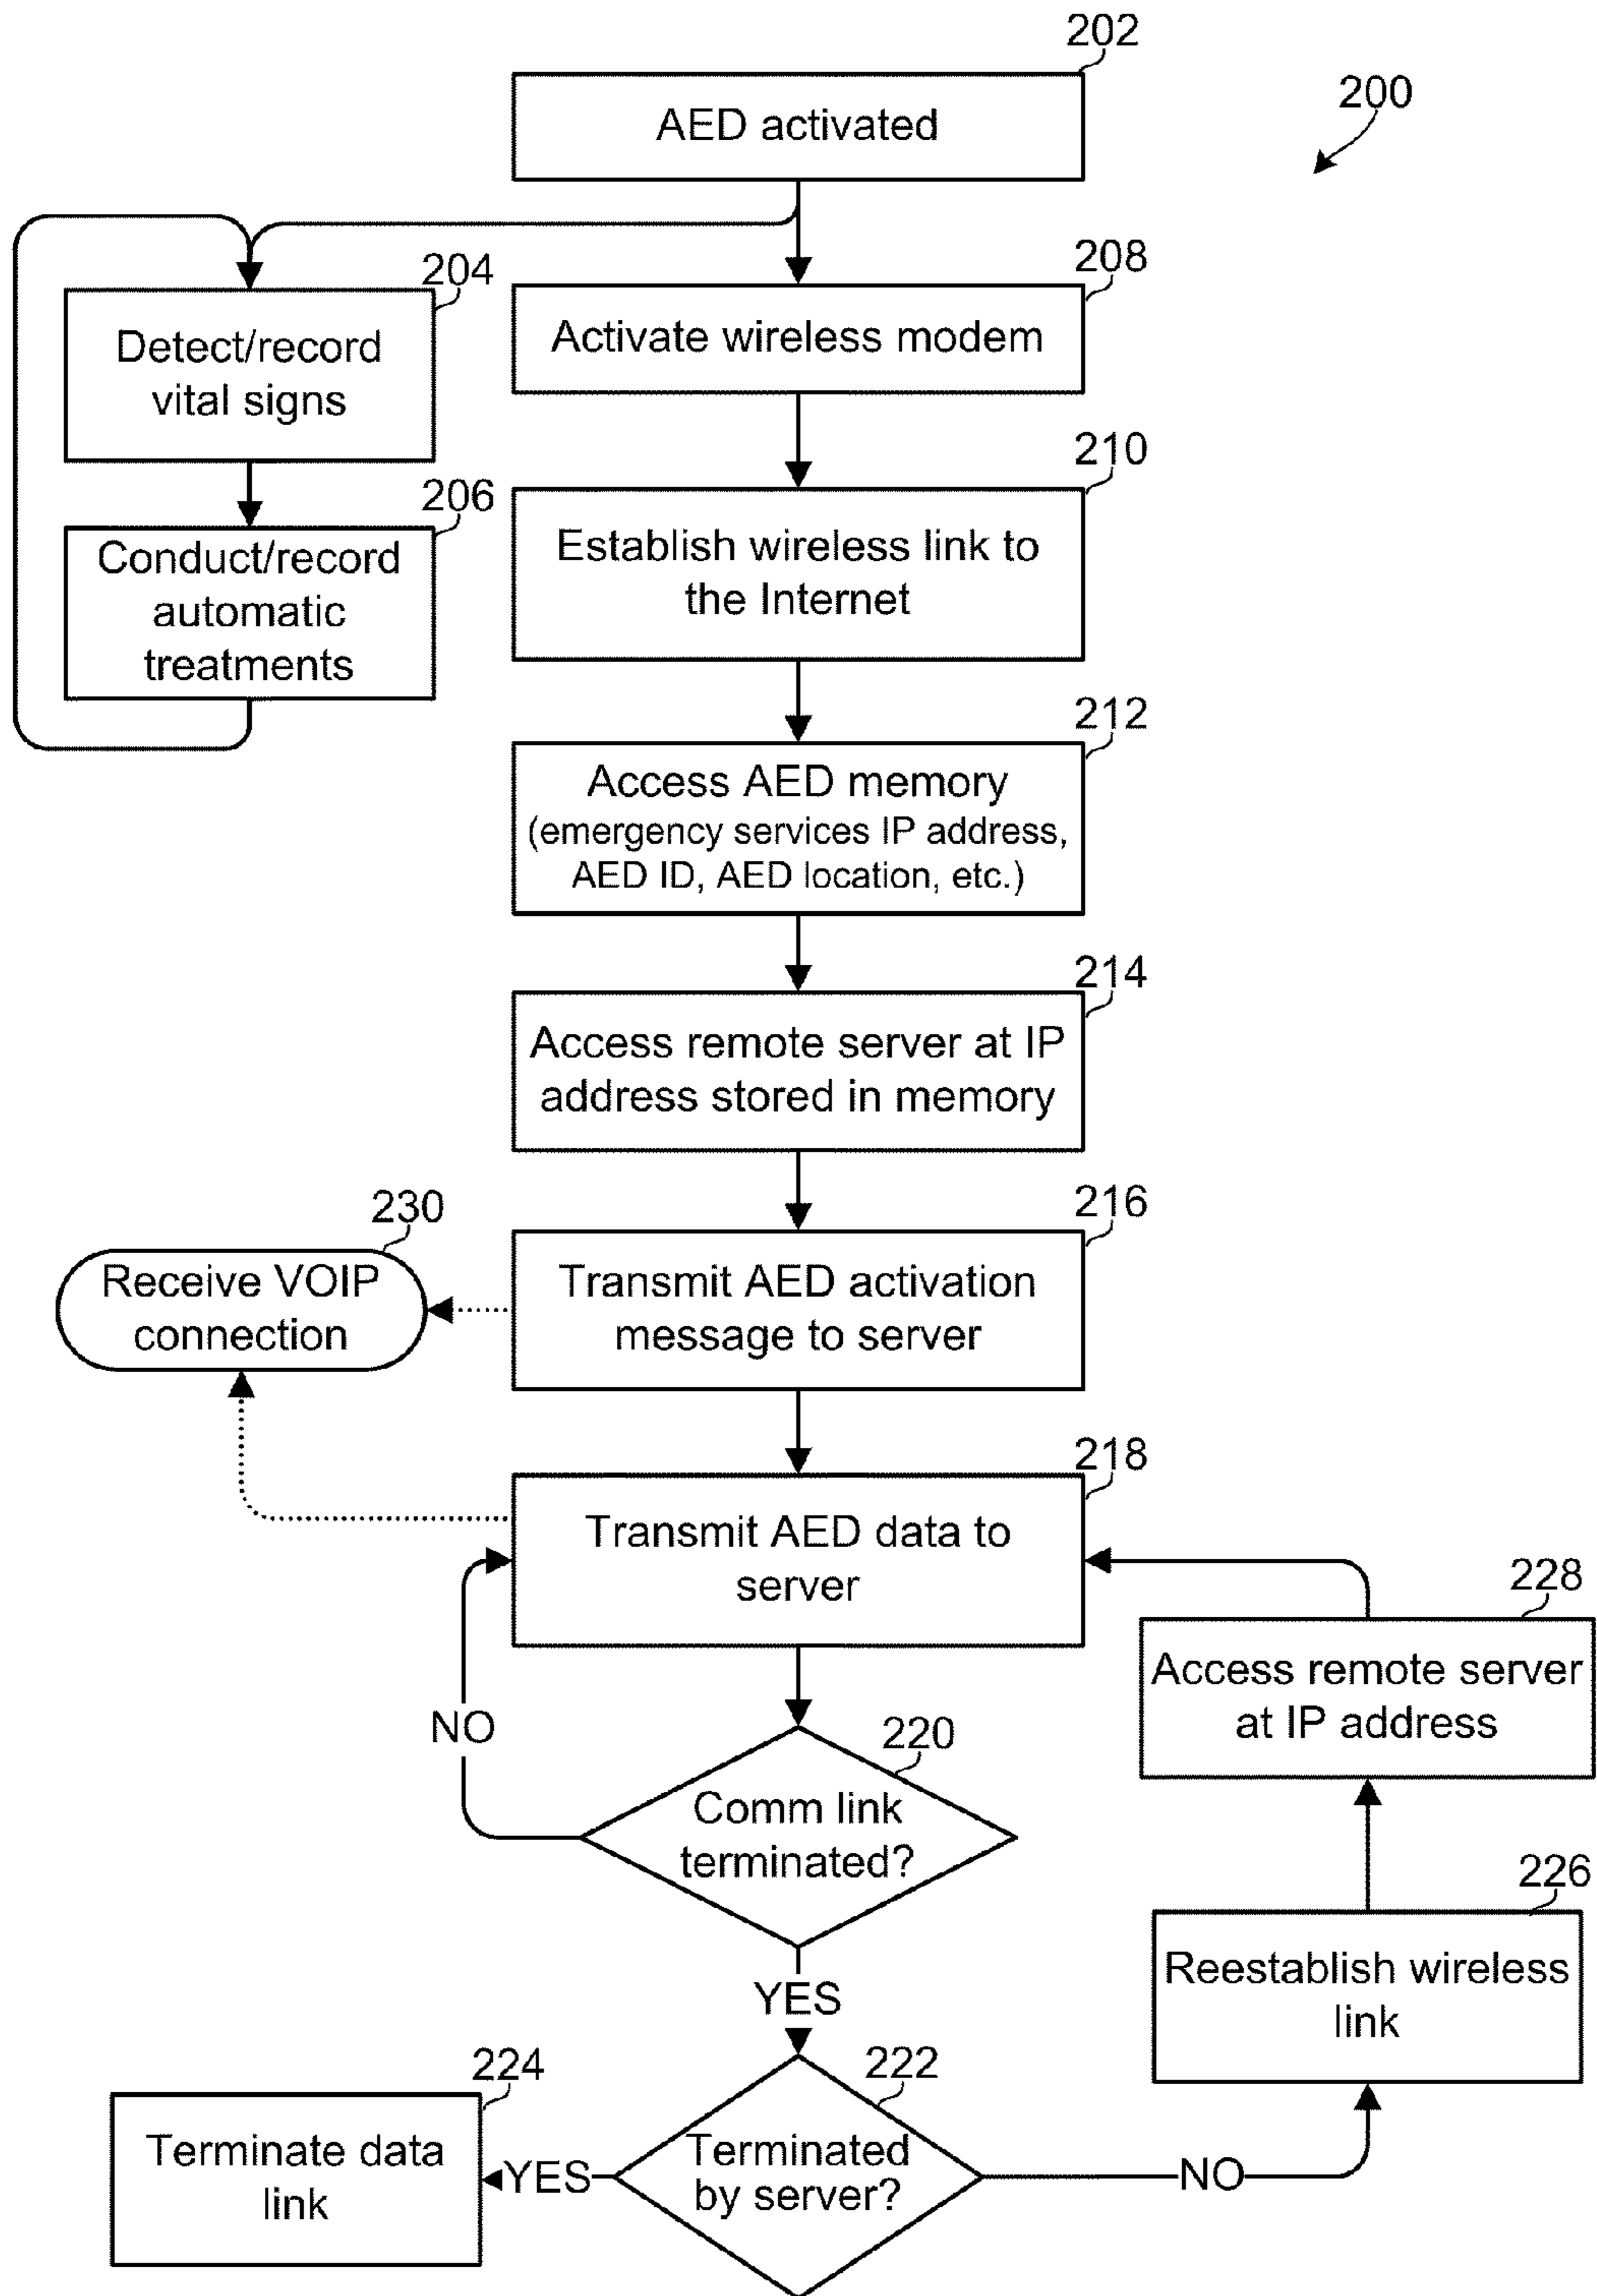 202
AED activated
200
204
Detect/record
vital signs
208
Activate wireless modem
206
Conduct/record
automatic
treatments
210
Establish wireless link to
the Internet
212
Access AED memory
(emergency services IP address,
AED ID, AED location, etc.)
214
Access remote server at IP
address stored in memory
230
Receive VOIP
connection
216
Transmit AED activation
message to server
218
Transmit AED data to
server
228
Access remote server
at IP address
NO
220
Comm link
terminated?
226
Reestablish wireless
link
YES
224
Terminate data
link
YES
222
Terminated
by server?
NO